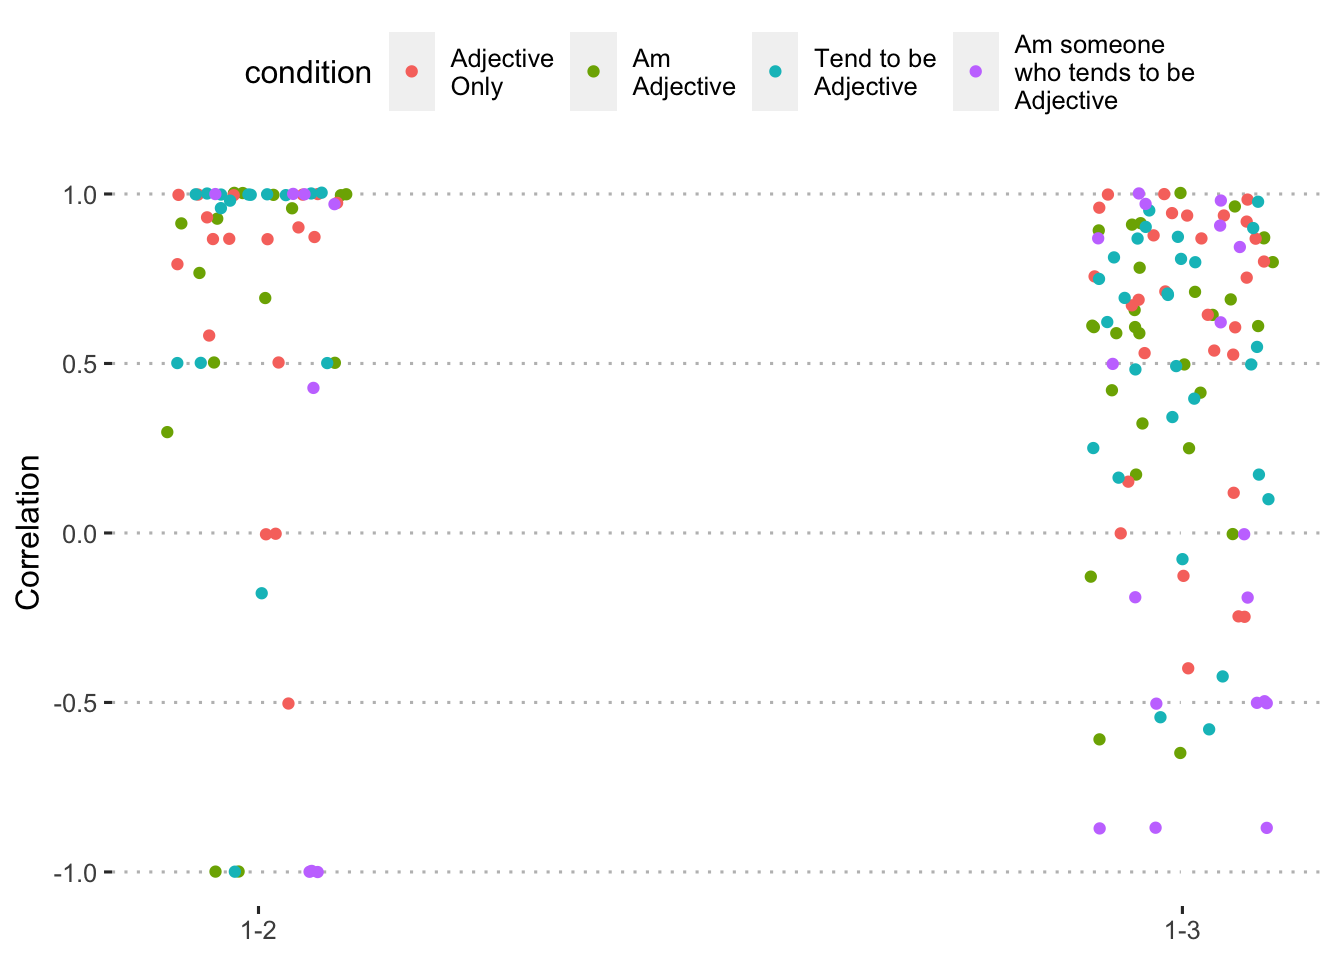 condition
Adjective
Only
Am
Adjective
Tend to be
Adjective
Am someone
who tends to be
Adjective
Correlation
1.0
0.5
0.0
-0.5
-1.0
1-2
1-3